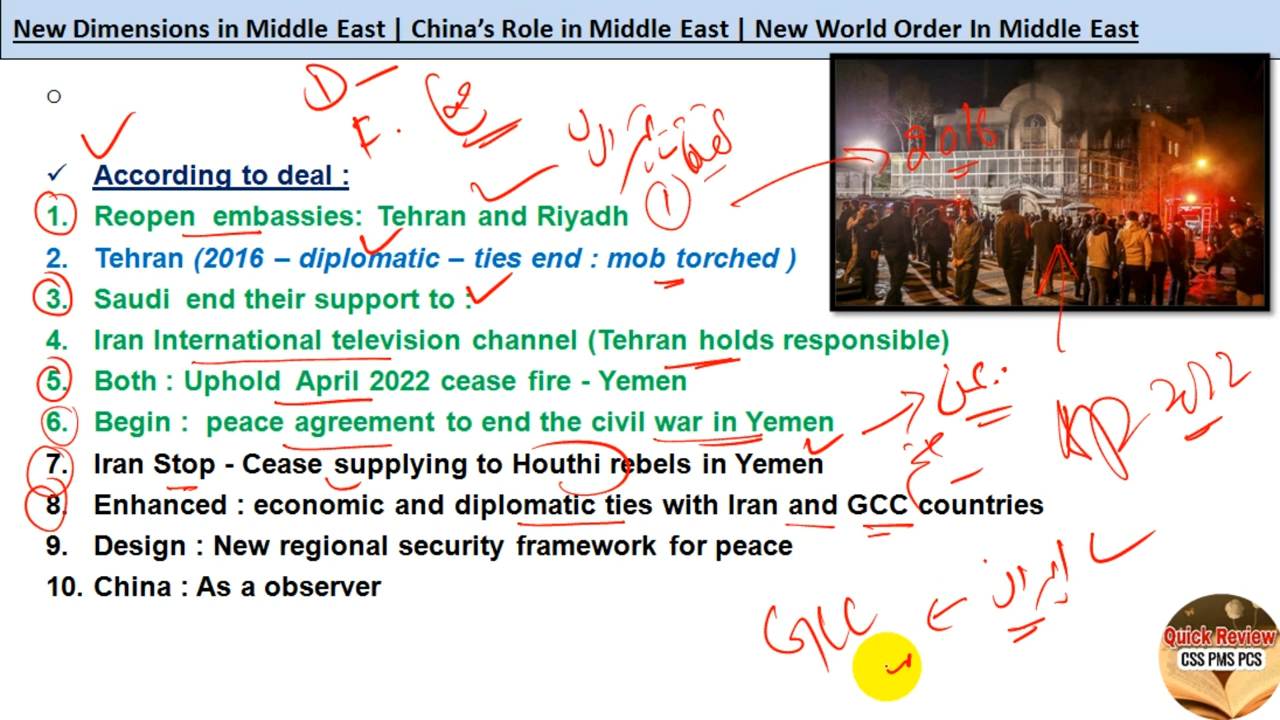 New Dimensions in Middle East | China's Role in Middle East | New World Order In Middle East
According to deal :
1. Reopen embassies: Tehran and Riyadh
2. Tehran (2016 – diplomatic – ties end : mob torched )
3. Saudi end their support to :
4. Iran International television channel (Tehran holds responsible)
5. Both : Uphold April 2022 cease fire - Yemen
6. Begin : peace agreement to end the civil war in Yemen
7. Iran Stop - Cease supplying to Houthi rebels in Yemen
8. Enhanced : economic and diplomatic ties with Iran and GCC countries
9. Design : New regional security framework for peace
10. China : As a observer
D
F.
1
2016
GCC
ایران
Quick Review
CSS PMS PCS